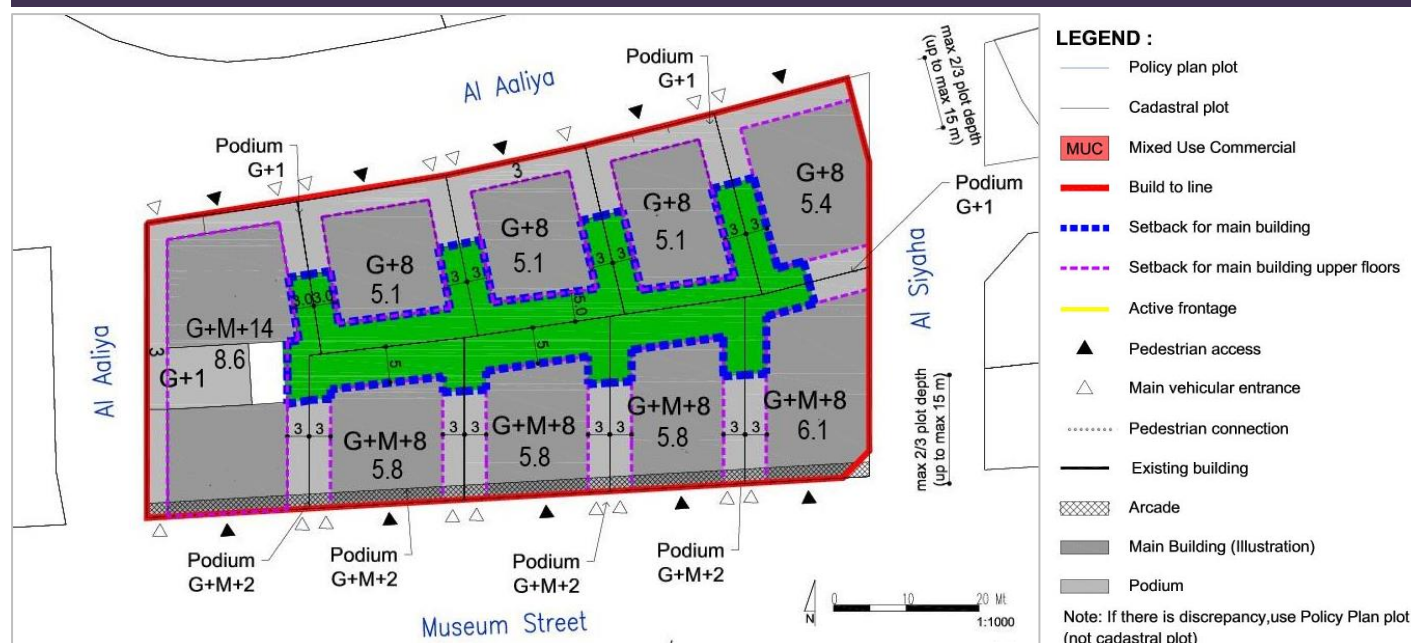 Al Aaliya
Podium
G+1
max 2/3 plot depth
(up to max 15 m)
Podium
G+1
3
G+8
5.4
G+8
5.1
G+8
5.1
G+8
5.1
Podium
G+1
3 3
3 3
3 3
3.0 3.0
5.0
5
5
G+M+14
8.6
3
G+1
Al Aaliya
Al Siyaha
max 2/3 plot depth
(up to max 15 m)
G+M+8
5.8
G+M+8
5.8
G+M+8
5.8
G+M+8
6.1
3 3
3 3
3 3
3 3
Podium
G+M+2
Podium
G+M+2
Podium
G+M+2
Podium
G+M+2
Museum Street
N
0 10 20 Mt
1:1000
LEGEND :
Policy plan plot
Cadastral plot
MUC Mixed Use Commercial
Build to line
Setback for main building
Setback for main building upper floors
Active frontage
Pedestrian access
Main vehicular entrance
Pedestrian connection
Existing building
Arcade
Main Building (Illustration)
Podium
Note: If there is discrepancy,use Policy Plan plot
(not cadastral plot)